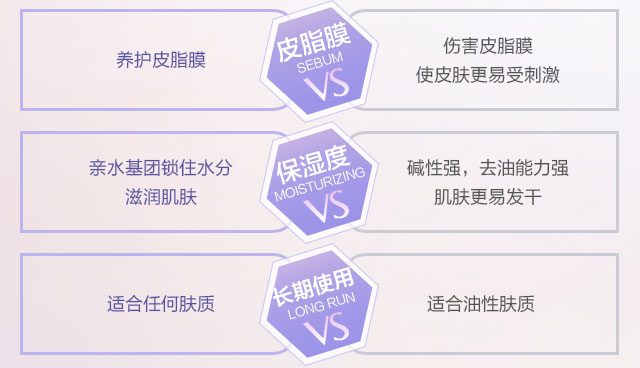 养护皮脂膜
皮脂膜
SEBUM
VS
伤害皮脂膜
使皮肤更易受刺激
亲水基团锁住水分
滋润肌肤
保湿度
MOISTURIZING
VS
碱性强，去油能力强
肌肤更易发干
适合任何肤质
长期使用
LONG RUN
VS
适合油性肤质